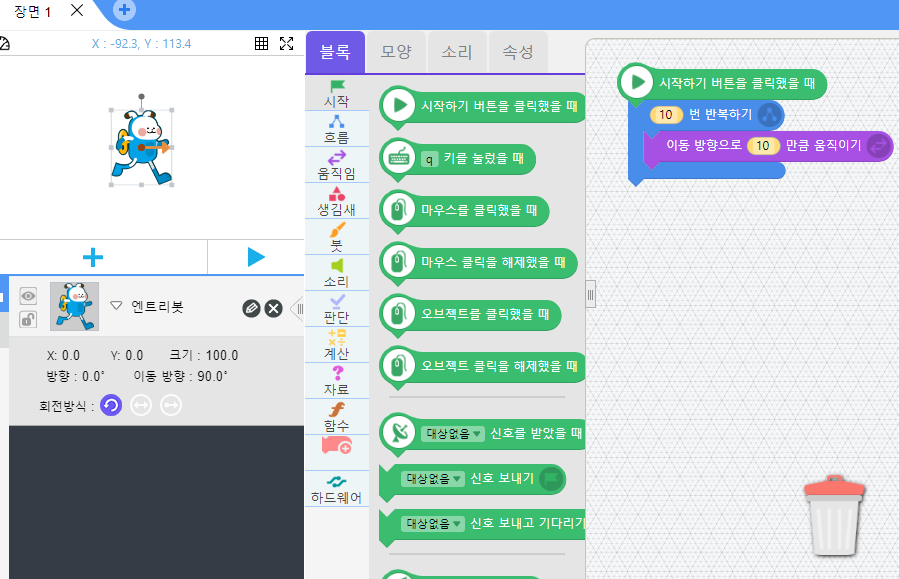 장면 1
X : -92.3, Y : 113.4
블록 모양 소리 속성
시작
흐름
움직임
생김새
붓
소리
판단
계산
자료
함수
하드웨어
시작하기 버튼을 클릭했을 때
q 키를 눌렀을 때
마우스를 클릭했을 때
마우스 클릭을 해제했을 때
오브젝트를 클릭했을 때
오브젝트 클릭을 해제했을 때
대상없음 신호를 받았을 때
대상없음 신호 보내기
대상없음 신호 보내고 기다리기
시작하기 버튼을 클릭했을 때
10 번 반복하기
이동 방향으로 10 만큼 움직이기
엔트리봇
X: 0.0 Y: 0.0 크기 : 100.0
방향 : 0.0° 이동 방향 : 90.0°
회전방식 :